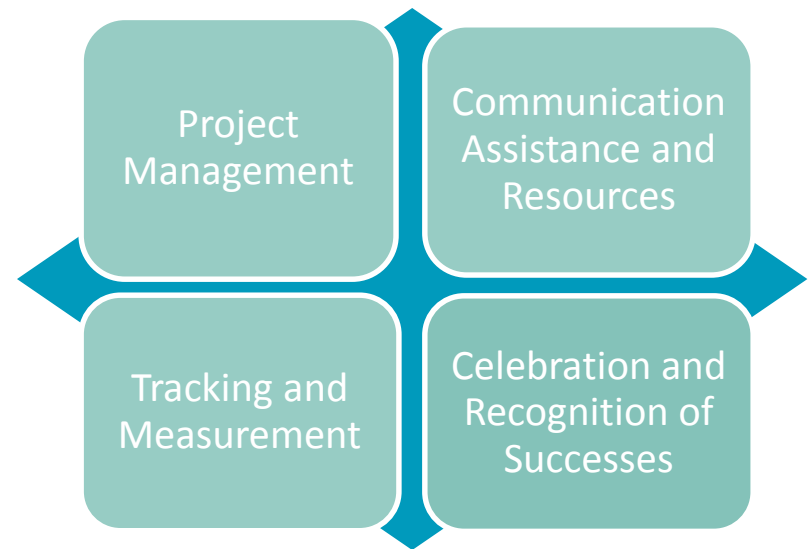 Project
Management
Communication
Assistance and
Resources
Tracking and
Measurement
Celebration and
Recognition of
Successes